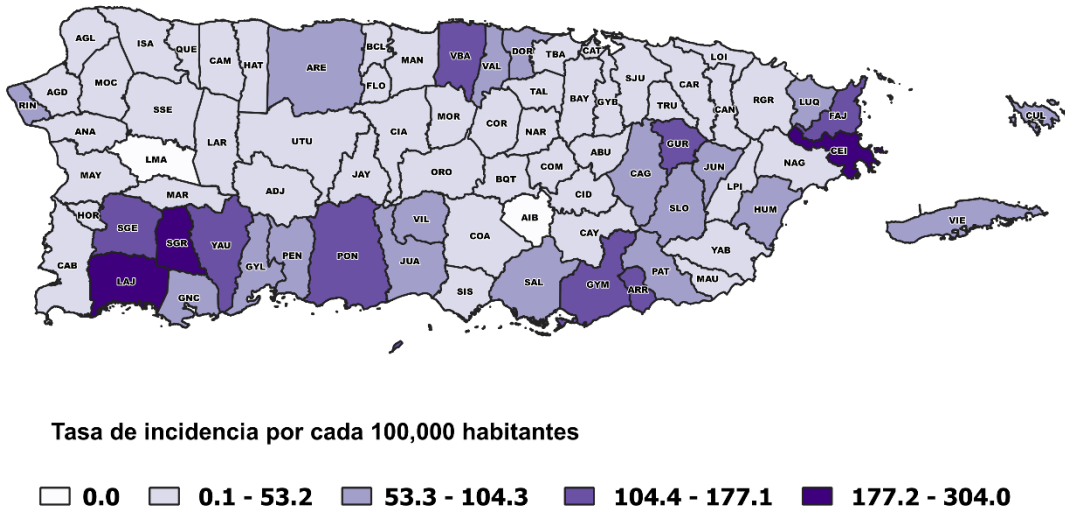 AGL
ISA
QUE
CAM
HAT
ARE
BCL
MAN
VBA
VAL
DOR
TBA
CAT
LOI
MOC
FLO
TAL
BAY
GYB
SJU
TRU
CAR
CAN
RGR
LUQ
FAJ
CUL
RIN
AGD
SSE
MOR
COR
NAR
ANA
LAR
UTU
CIA
GUR
CEI
LMA
MAY
ADJ
JAY
ORO
BQT
COM
ABU
CAG
JUN
LPI
NAG
MAR
CID
SLO
HUM
HOR
SGE
SGR
YAU
VIL
AIB
VIE
CAB
GYL
PEN
PON
JUA
COA
CAY
YAB
LAJ
GNC
SIS
SAL
GYM
ARR
PAT
MAU
Tasa de incidencia por cada 100,000 habitantes
0.0 0.1 - 53.2 53.3 - 104.3 104.4 - 177.1 177.2 - 304.0